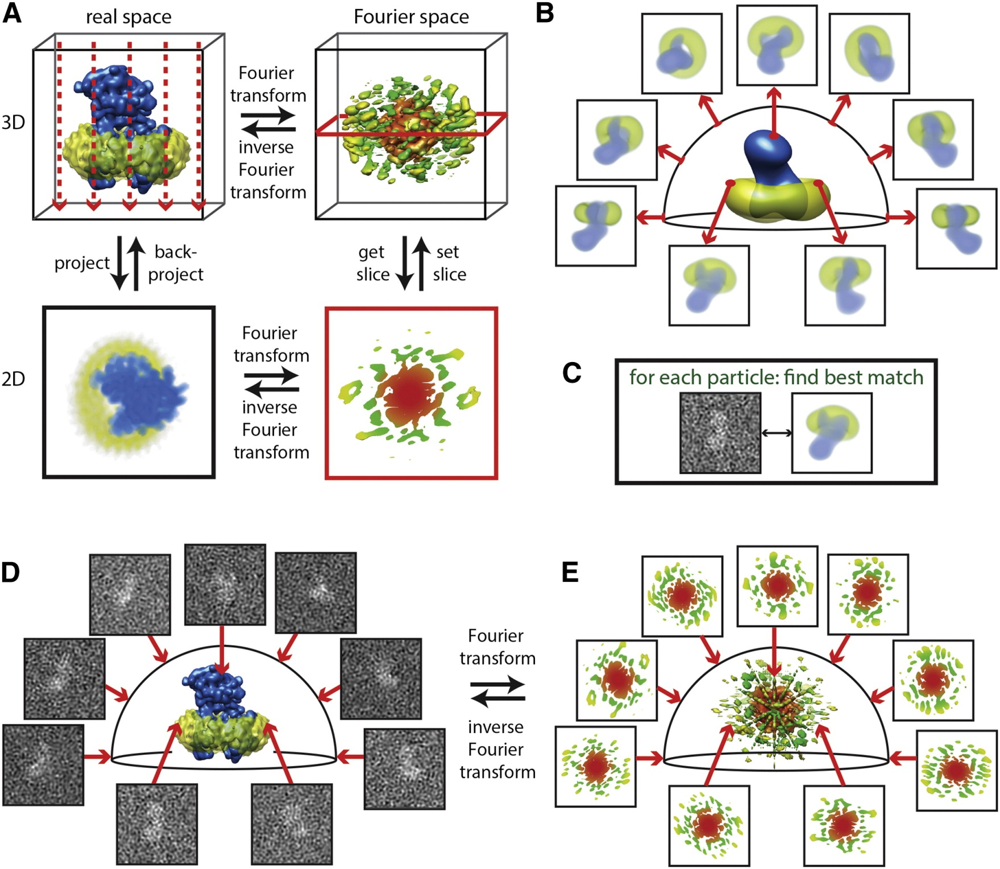 A
real space
Fourier space
3D
Fourier
transform
inverse
Fourier
transform
project
back-
project
get
slice
set
slice
2D
Fourier
transform
inverse
Fourier
transform
B
C
for each particle: find best match
D
Fourier
transform
inverse
Fourier
transform
E